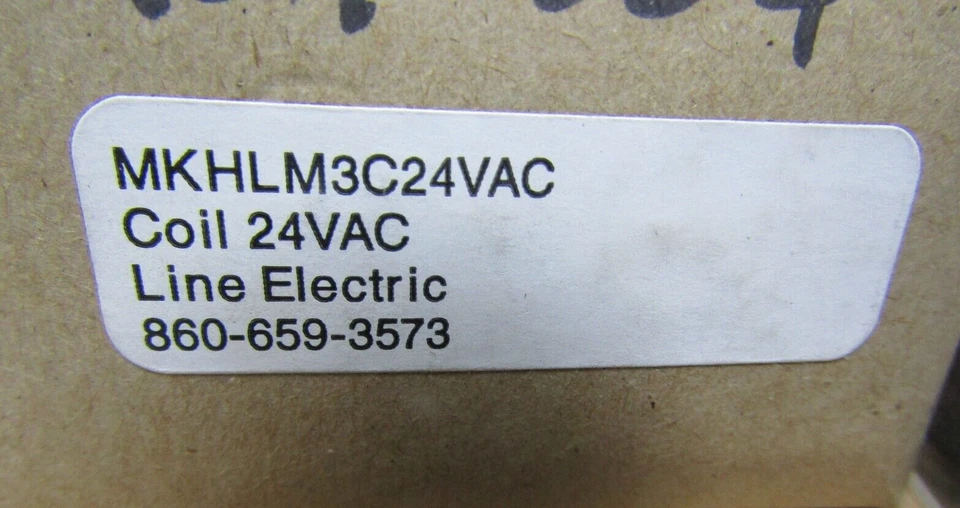 MKHLM3C24VAC
Coil 24VAC
Line Electric
860-659-3573